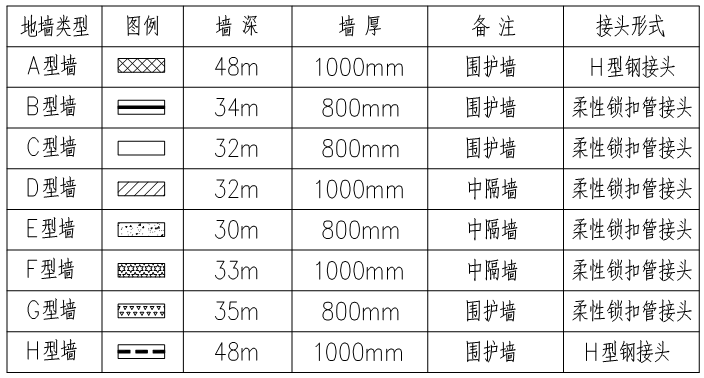 地墙类型 图例 墙深 墙厚 备注 接头形式
A型墙 48m 1000mm 围护墙 H型钢接头
B型墙 34m 800mm 围护墙 柔性锁扣管接头
C型墙 32m 800mm 围护墙 柔性锁扣管接头
D型墙 32m 1000mm 中隔墙 柔性锁扣管接头
E型墙 30m 800mm 中隔墙 柔性锁扣管接头
F型墙 33m 1000mm 中隔墙 柔性锁扣管接头
G型墙 35m 800mm 围护墙 柔性锁扣管接头
H型墙 48m 1000mm 围护墙 H型钢接头